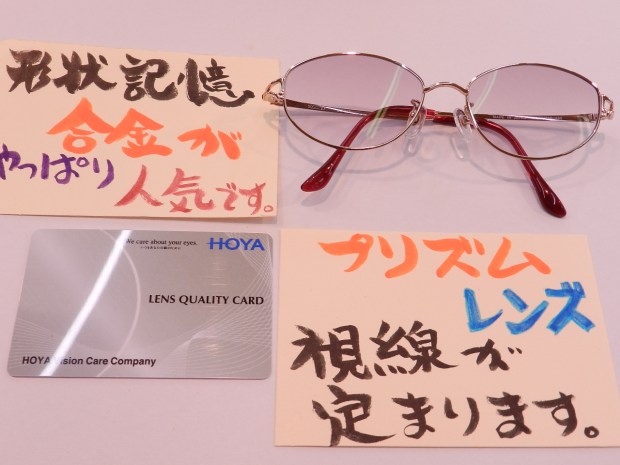 形状記憶
合金が
やっぱり人気です。
We care about your eyes. HOYA
LENS QUALITY CARD
HOYA Vision Care Company
プリズム
レンズ
視線が
定まります。